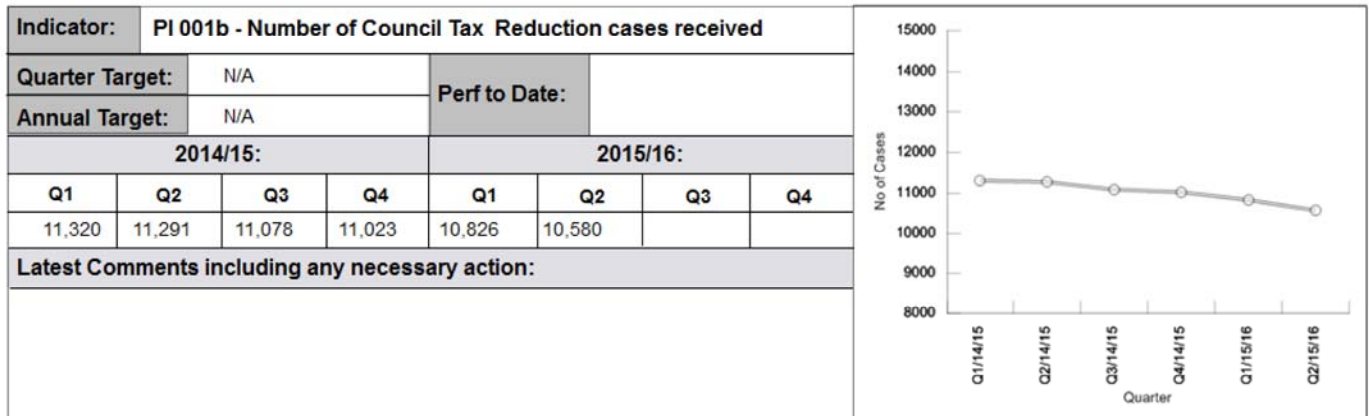 Indicator: PI 001b - Number of Council Tax Reduction cases received
Quarter Target: N/A
Perf to Date:
Annual Target: N/A
2014/15: 2015/16:
Q1 Q2 Q3 Q4 Q1 Q2 Q3 Q4
11,320 11,291 11,078 11,023 10,826 10,580
Latest Comments including any necessary action:
15000
14000
13000
12000
11000
10000
9000
8000
No of Cases
Q1/14/15
Q2/14/15
Q3/14/15
Q4/14/15
Q1/15/16
Q2/15/16
Quarter